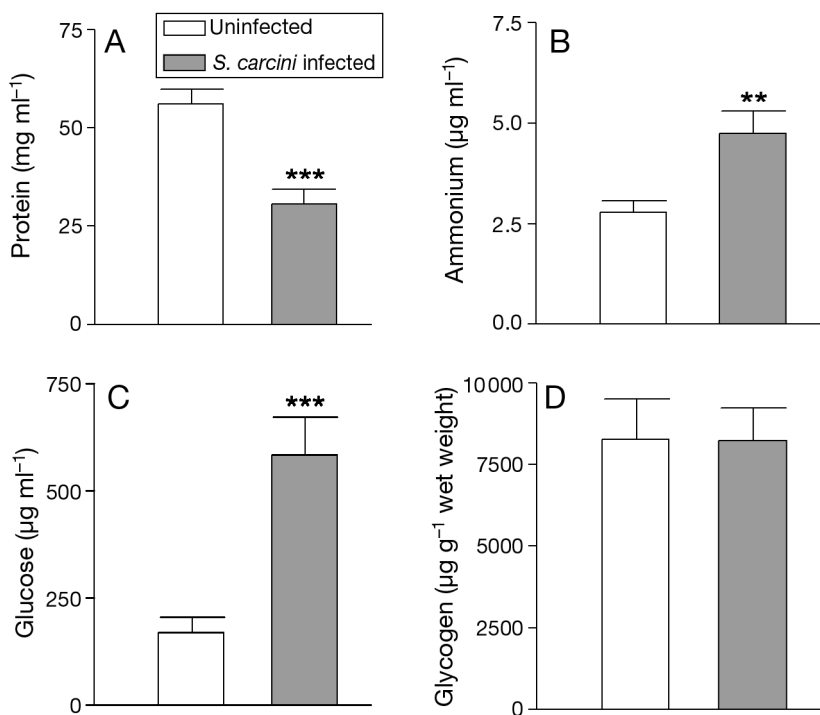 A
Uninfected
S. carcini infected
Protein (mg ml⁻¹)
75
50
25
0
***
B
Ammonium (µg ml⁻¹)
7.5
5.0
2.5
0.0
**
C
Glucose (µg ml⁻¹)
750
500
250
0
***
D
Glycogen (µg g⁻¹ wet weight)
10000
7500
5000
2500
0